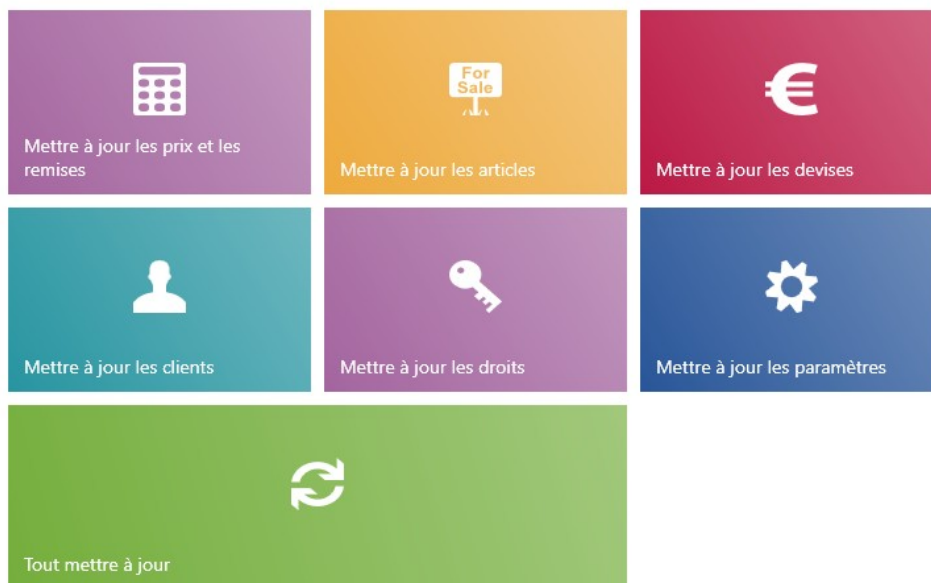 Mettre à jour les prix et les
remises
For
Sale
Mettre à jour les articles
€
Mettre à jour les devises
Mettre à jour les clients
Mettre à jour les droits
Mettre à jour les paramètres
Tout mettre à jour